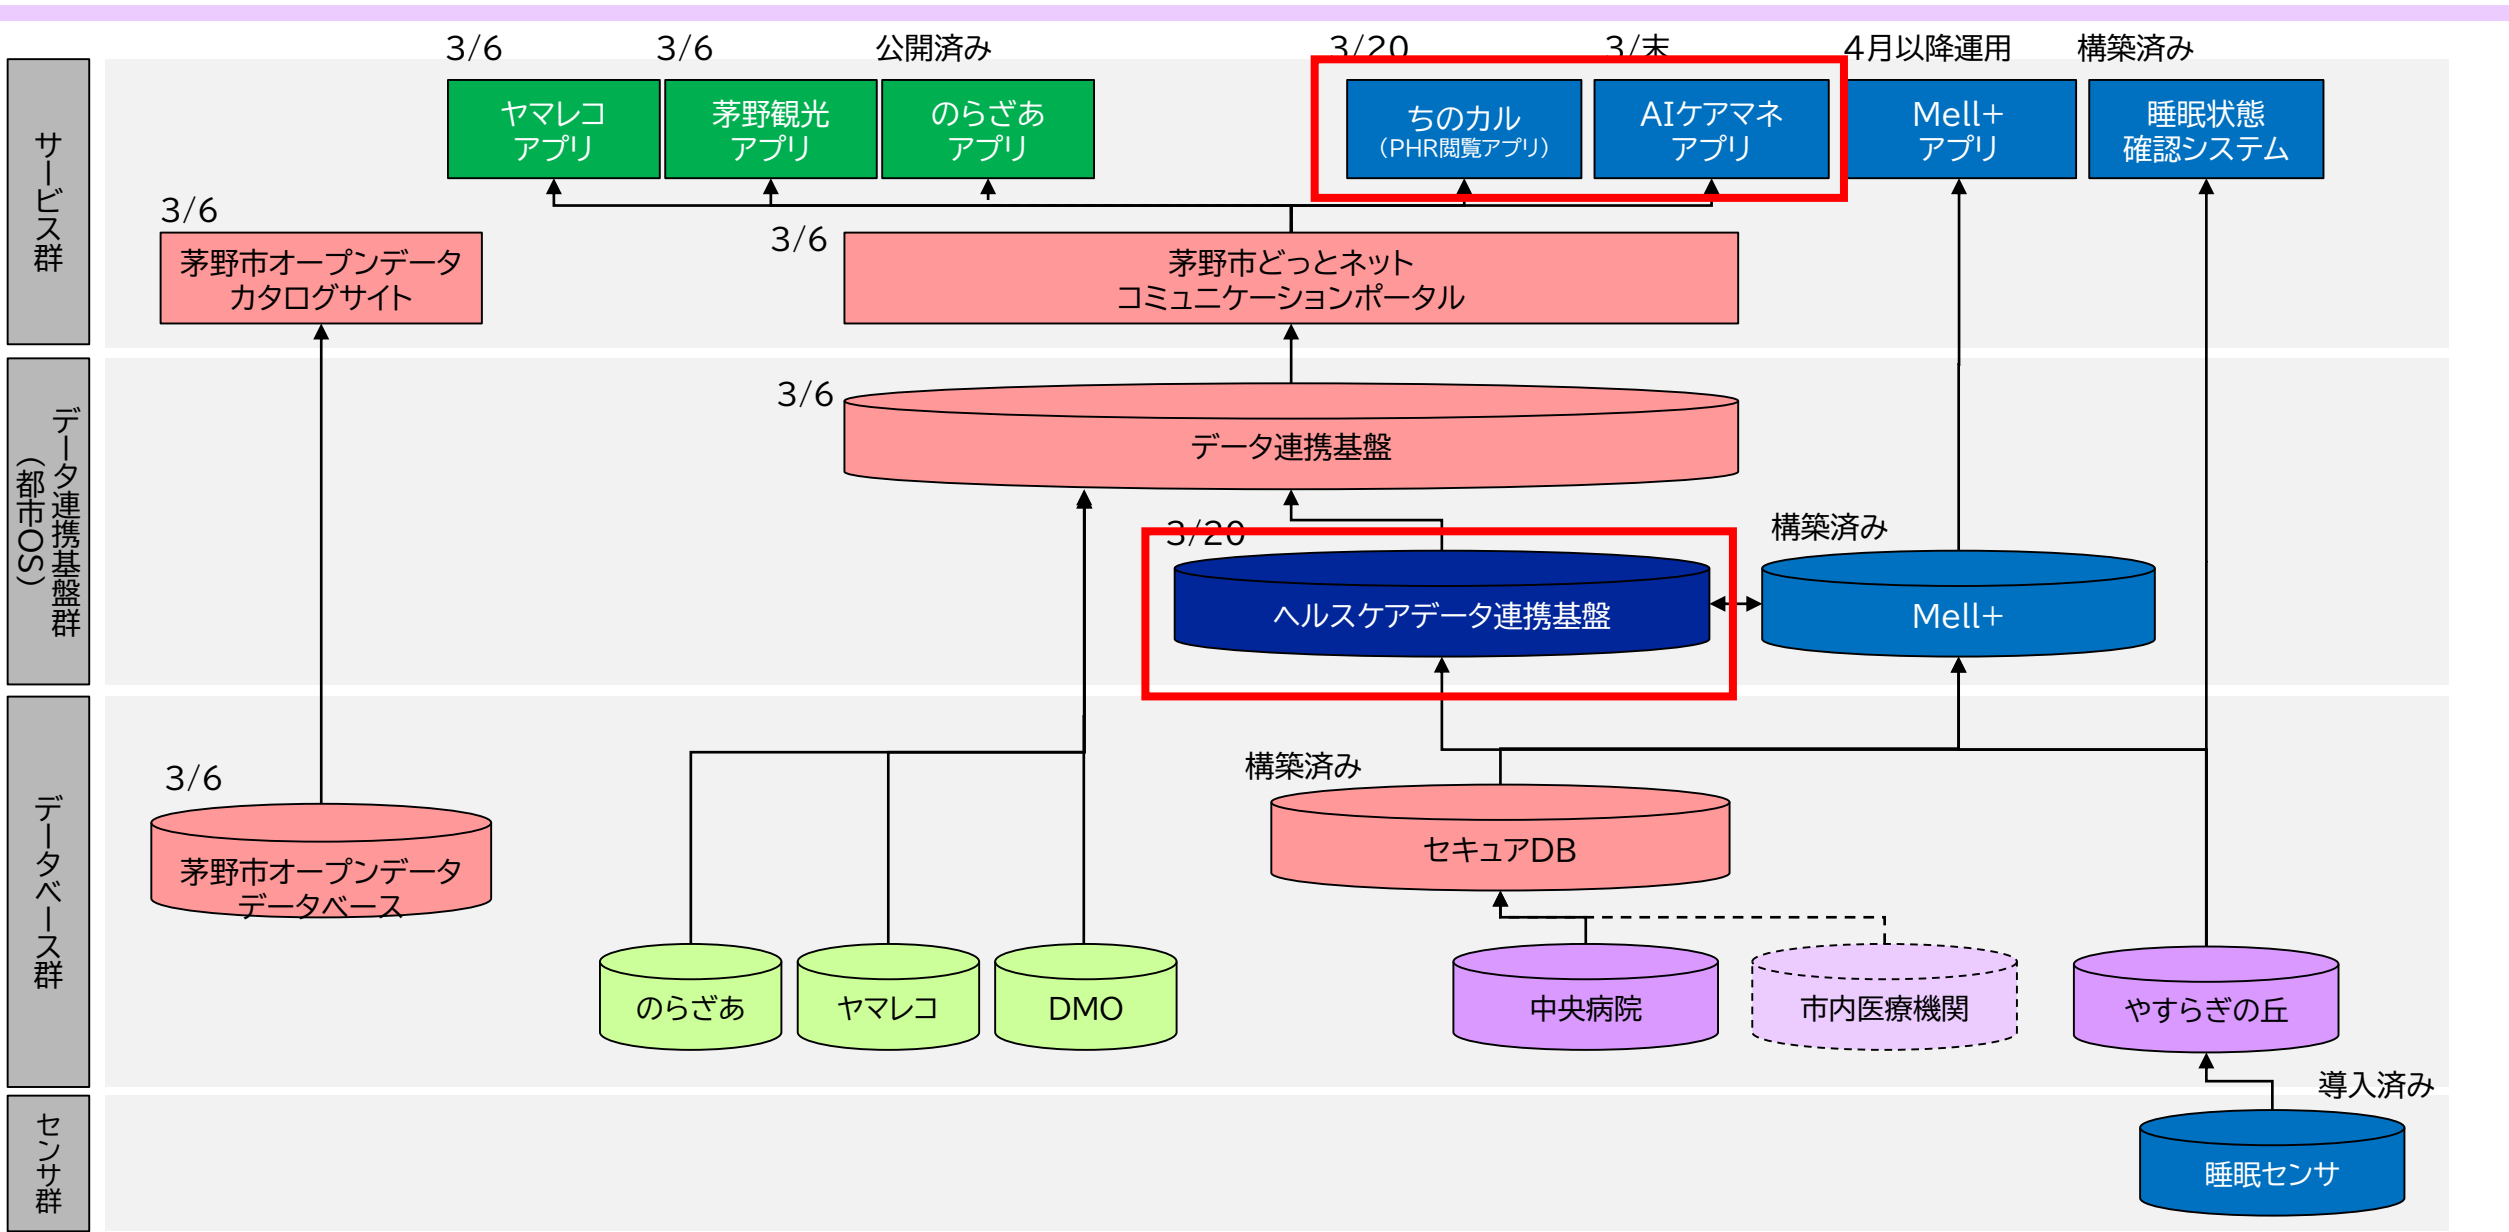 3/6
3/6
公開済み
3/20
3/末
4月以降運用
構築済み
サービス群
ヤマレコ
アプリ
茅野観光
アプリ
のらざあ
アプリ
ちのカル
（PHR閲覧アプリ）
AIケアマネ
アプリ
Mell+
アプリ
睡眠状態
確認システム
3/6
茅野市オープンデータ
カタログサイト
3/6
茅野市どっとネット
コミュニケーションポータル
データ連携基盤群
（都市OS）
3/6
データ連携基盤
3/20
ヘルスケアデータ連携基盤
構築済み
Mell+
データベース群
3/6
茅野市オープンデータ
データベース
構築済み
セキュアDB
のらざあ
ヤマレコ
DMO
中央病院
市内医療機関
やすらぎの丘
センサ群
導入済み
睡眠センサ